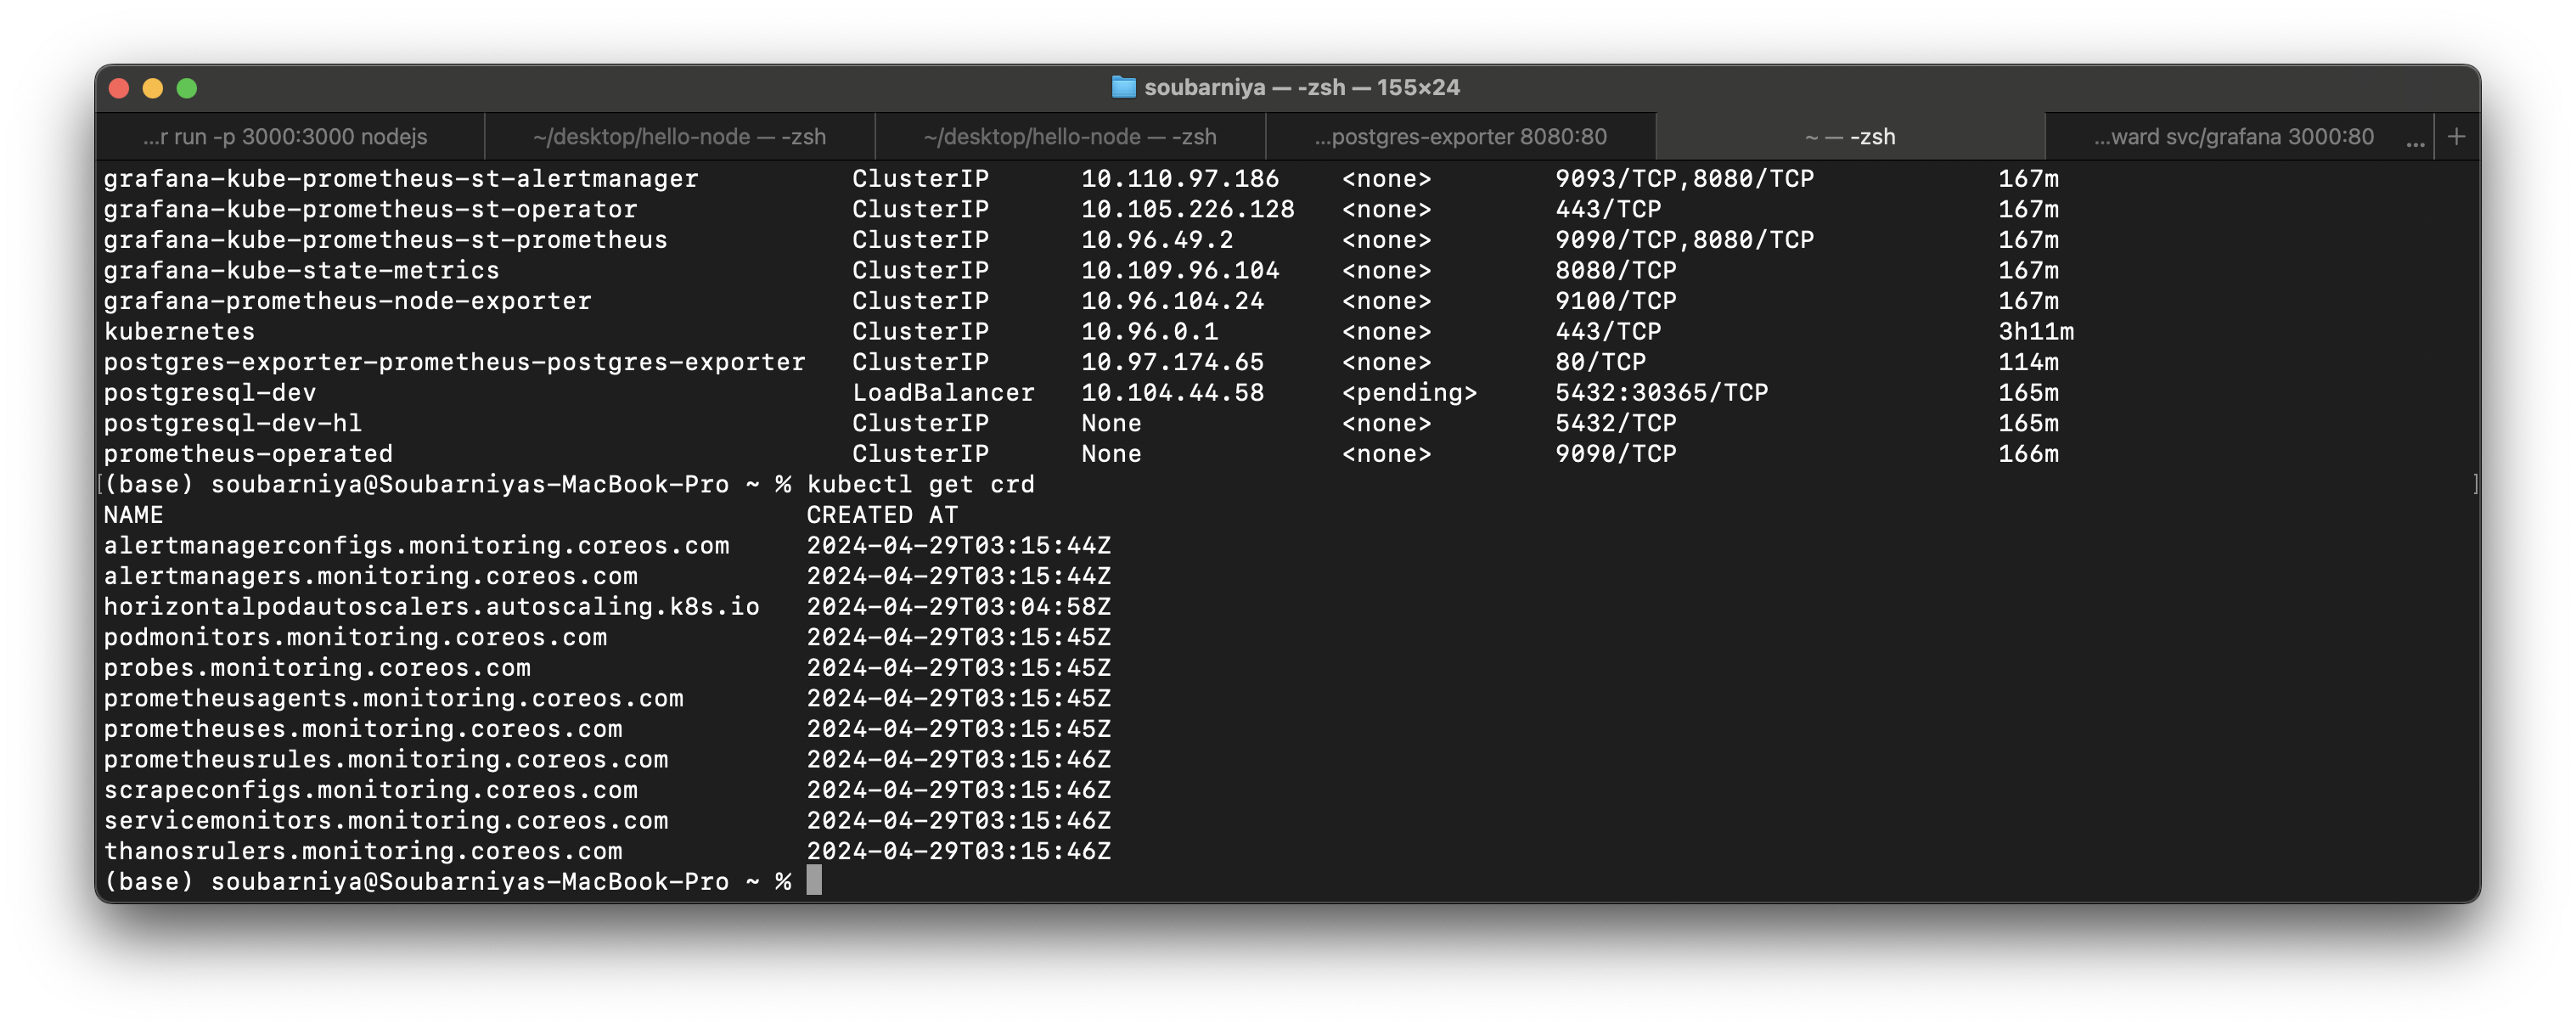 soubarniya — -zsh — 155×24
...r run -p 3000:3000 nodejs ~/desktop/hello-node — -zsh ~/desktop/hello-node — -zsh ...postgres-exporter 8080:80 ~ — -zsh ...ward svc/grafana 3000:80 ... +
grafana-kube-prometheus-st-alertmanager ClusterIP 10.110.97.186 <none> 9093/TCP,8080/TCP 167m
grafana-kube-prometheus-st-operator ClusterIP 10.105.226.128 <none> 443/TCP 167m
grafana-kube-prometheus-st-prometheus ClusterIP 10.96.49.2 <none> 9090/TCP,8080/TCP 167m
grafana-kube-state-metrics ClusterIP 10.109.96.104 <none> 8080/TCP 167m
grafana-prometheus-node-exporter ClusterIP 10.96.104.24 <none> 9100/TCP 167m
kubernetes ClusterIP 10.96.0.1 <none> 443/TCP 3h11m
postgres-exporter-prometheus-postgres-exporter ClusterIP 10.97.174.65 <none> 80/TCP 114m
postgresql-dev LoadBalancer 10.104.44.58 <pending> 5432:30365/TCP 165m
postgresql-dev-hl ClusterIP None <none> 5432/TCP 165m
prometheus-operated ClusterIP None <none> 9090/TCP 166m
[(base) soubarniya@Soubarniyas-MacBook-Pro ~ % kubectl get crd ]
NAME CREATED AT
alertmanagerconfigs.monitoring.coreos.com 2024-04-29T03:15:44Z
alertmanagers.monitoring.coreos.com 2024-04-29T03:15:44Z
horizontalpodautoscalers.autoscaling.k8s.io 2024-04-29T03:04:58Z
podmonitors.monitoring.coreos.com 2024-04-29T03:15:45Z
probes.monitoring.coreos.com 2024-04-29T03:15:45Z
prometheusagents.monitoring.coreos.com 2024-04-29T03:15:45Z
prometheuses.monitoring.coreos.com 2024-04-29T03:15:45Z
prometheusrules.monitoring.coreos.com 2024-04-29T03:15:46Z
scrapeconfigs.monitoring.coreos.com 2024-04-29T03:15:46Z
servicemonitors.monitoring.coreos.com 2024-04-29T03:15:46Z
thanosrulers.monitoring.coreos.com 2024-04-29T03:15:46Z
(base) soubarniya@Soubarniyas-MacBook-Pro ~ %